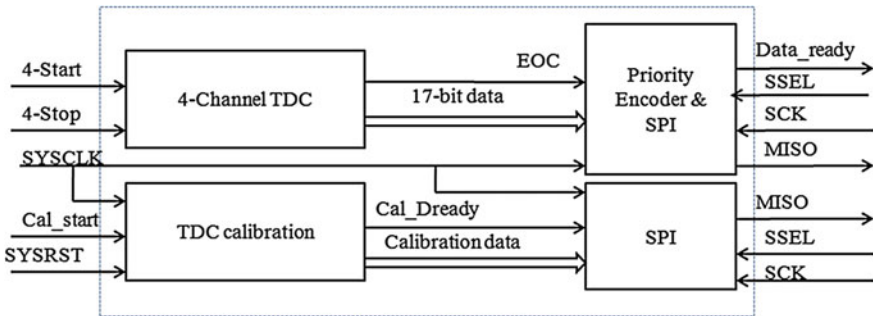 4-Start
4-Stop
SYSCLK
Cal_start
SYSRST
4-Channel TDC
TDC calibration
EOC
17-bit data
Cal_Dready
Calibration data
Priority
Encoder &
SPI
SPI
Data_ready
SSEL
SCK
MISO
MISO
SSEL
SCK